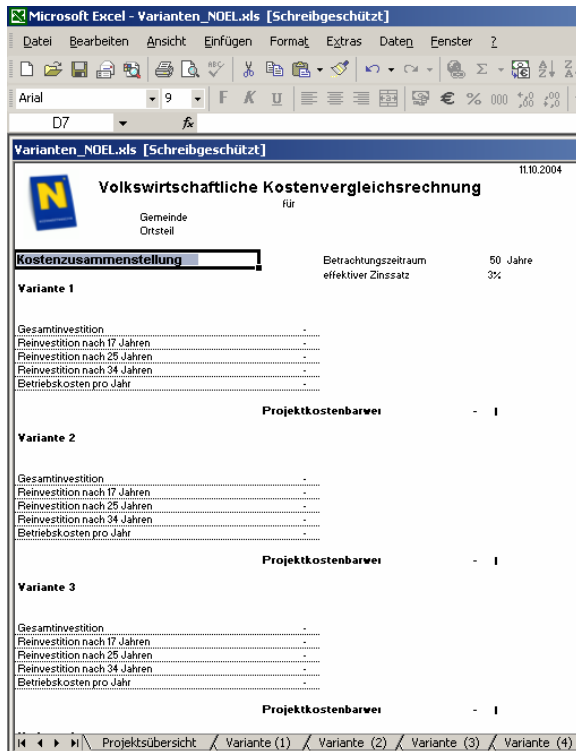 Microsoft Excel - Varianten_NOEL.xls [Schreibgeschützt]
Datei Bearbeiten Ansicht Einfügen Format Extras Daten Fenster ?
Arial 9 F K U € % 000
D7 fx
Varianten_NOEL.xls [Schreibgeschützt]
11.10.2004
N
Volkswirtschaftliche Kostenvergleichsrechnung
für
Gemeinde
Ortsteil
Kostenzusammenstellung Betrachtungszeitraum 50 Jahre
effektiver Zinssatz 3%
Variante 1
Gesamtinvestition -
Reinvestition nach 17 Jahren -
Reinvestition nach 25 Jahren -
Reinvestition nach 34 Jahren -
Betriebskosten pro Jahr -
Projektkostenbarwer -
Variante 2
Gesamtinvestition -
Reinvestition nach 17 Jahren -
Reinvestition nach 25 Jahren -
Reinvestition nach 34 Jahren -
Betriebskosten pro Jahr -
Projektkostenbarwer -
Variante 3
Gesamtinvestition -
Reinvestition nach 17 Jahren -
Reinvestition nach 25 Jahren -
Reinvestition nach 34 Jahren -
Betriebskosten pro Jahr -
Projektkostenbarwer -
Projektsübersicht / Variante (1) / Variante (2) / Variante (3) / Variante (4)